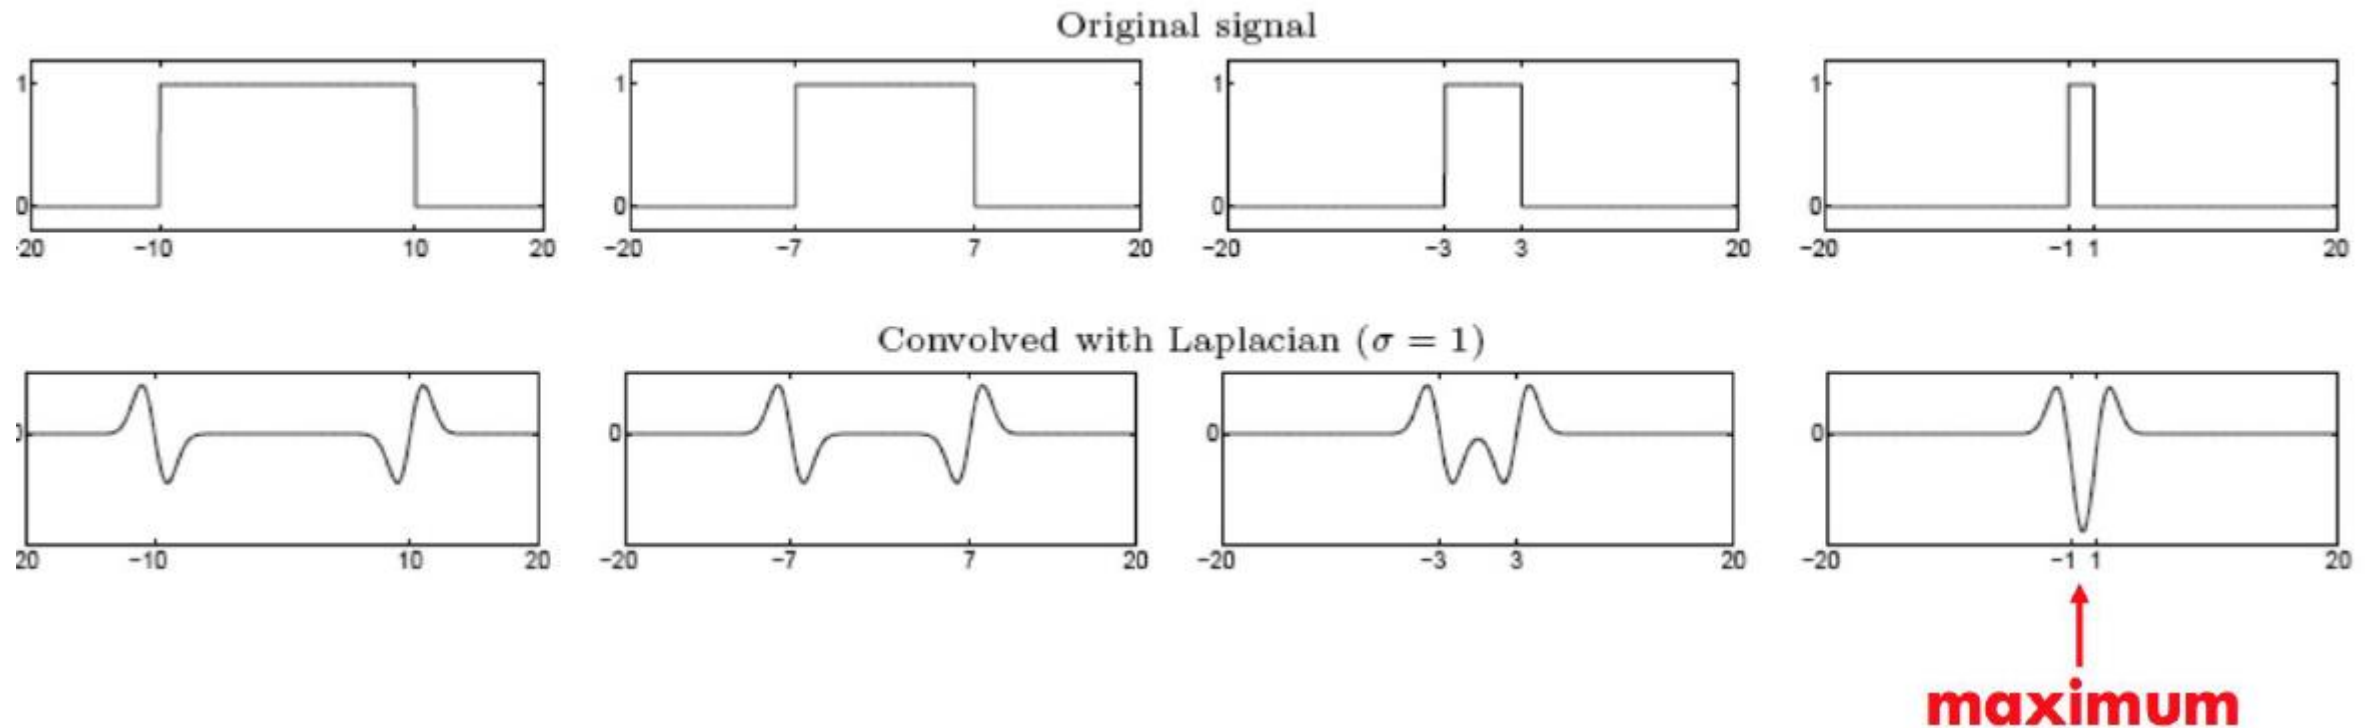 Original signal
1 1 1 1
0 0 0 0
-20 −10 10 20 −20 −7 7 20 −20 −3 3 20 −20 −1 1 20
Convolved with Laplacian (σ = 1)
0 0 0 0
20 −10 10 20 −20 −7 7 20 −20 −3 3 20 −20 −1 1 20
maximum